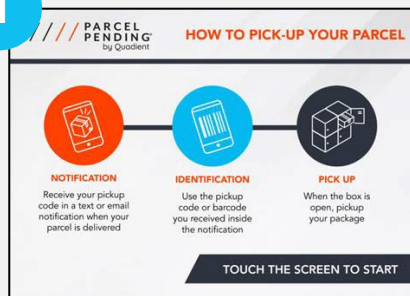 PARCEL
PENDING
by Quadient
HOW TO PICK-UP YOUR PARCEL
NOTIFICATION
Receive your pickup
code in a text or email
notification when your
parcel is delivered
IDENTIFICATION
Use the pickup
code or barcode
you received inside
the notification
PICK UP
When the box is
open, pickup
your package
TOUCH THE SCREEN TO START